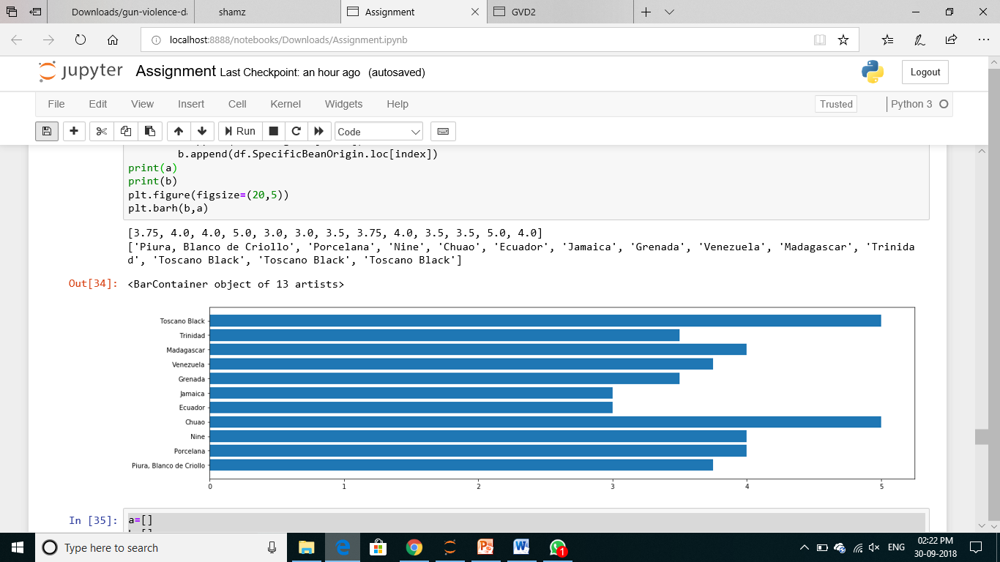 Downloads/gun-violence-da
shamz
Assignment
GVD2
localhost:8888/notebooks/Downloads/Assignment.ipynb
jupyter Assignment Last Checkpoint: an hour ago (autosaved)
Logout
File Edit View Insert Cell Kernel Widgets Help
Trusted
Python 3
Run
Code
b.append(df.SpecificBeanOrigin.loc[index])
print(a)
print(b)
plt.figure(figsize=(20,5))
plt.barh(b,a)
[3.75, 4.0, 4.0, 5.0, 3.0, 3.0, 3.5, 3.75, 4.0, 3.5, 3.5, 5.0, 4.0]
['Piura, Blanco de Criollo', 'Porcelana', 'Nine', 'Chuao', 'Ecuador', 'Jamaica', 'Grenada', 'Venezuela', 'Madagascar', 'Trinida
d', 'Toscano Black', 'Toscano Black', 'Toscano Black']
Out[34]: <BarContainer object of 13 artists>
Toscano Black
Trinidad
Madagascar
Venezuela
Grenada
Jamaica
Ecuador
Chuao
Nine
Porcelana
Piura, Blanco de Criollo
0 1 2 3 4 5
In [35]: a=[]
Type here to search
1
ENG
02:22 PM
30-09-2018